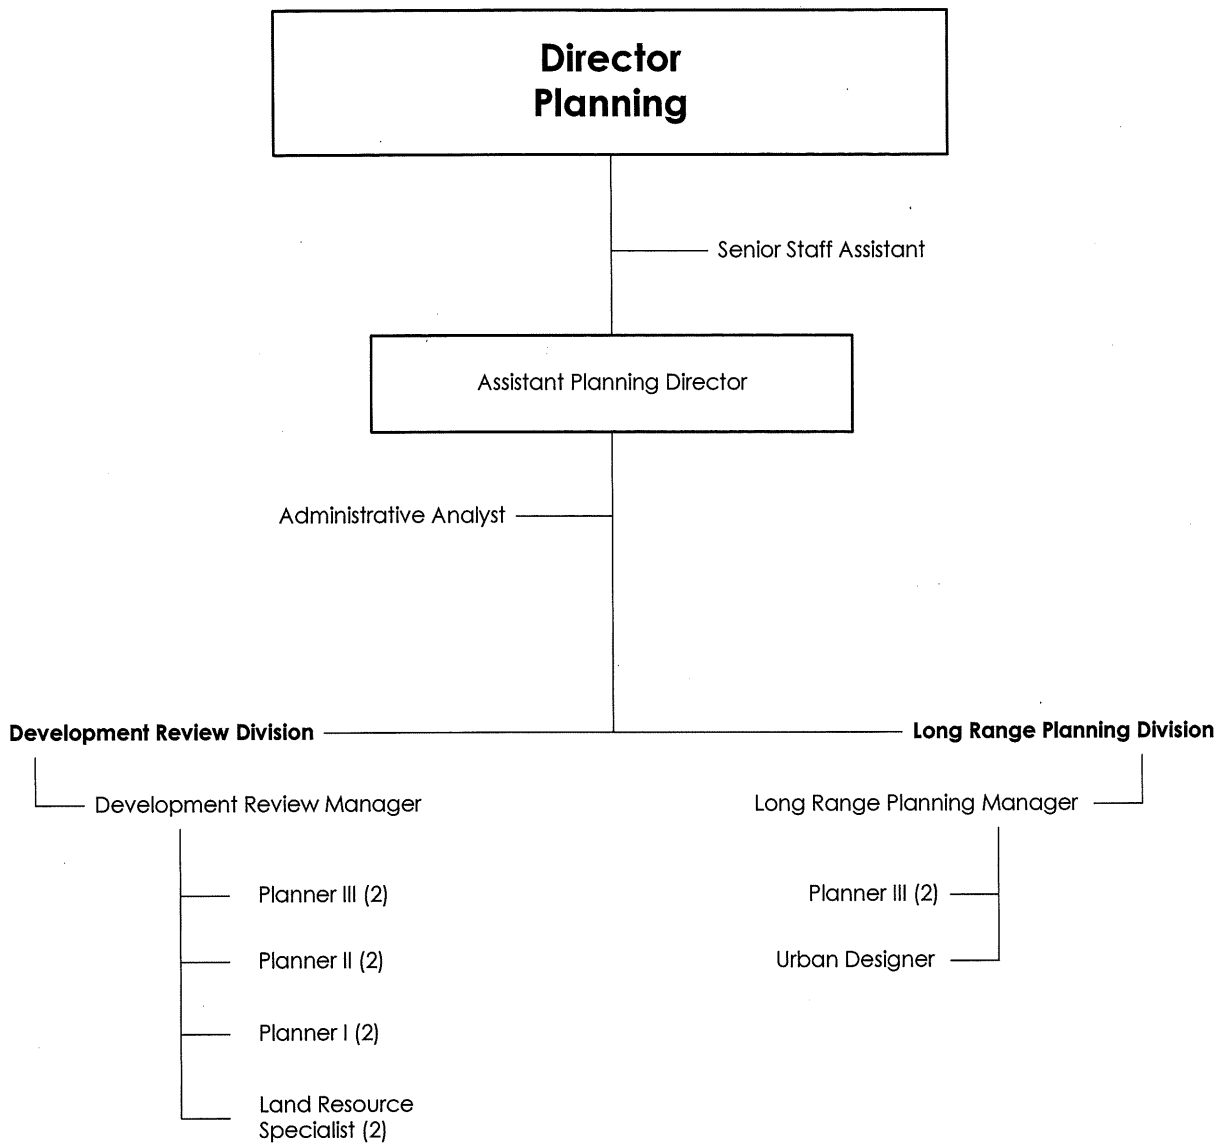 Director
Planning
Senior Staff Assistant
Assistant Planning Director
Administrative Analyst
Development Review Division
Long Range Planning Division
Development Review Manager
Long Range Planning Manager
Planner III (2)
Planner III (2)
Planner II (2)
Urban Designer
Planner I (2)
Land Resource
Specialist (2)